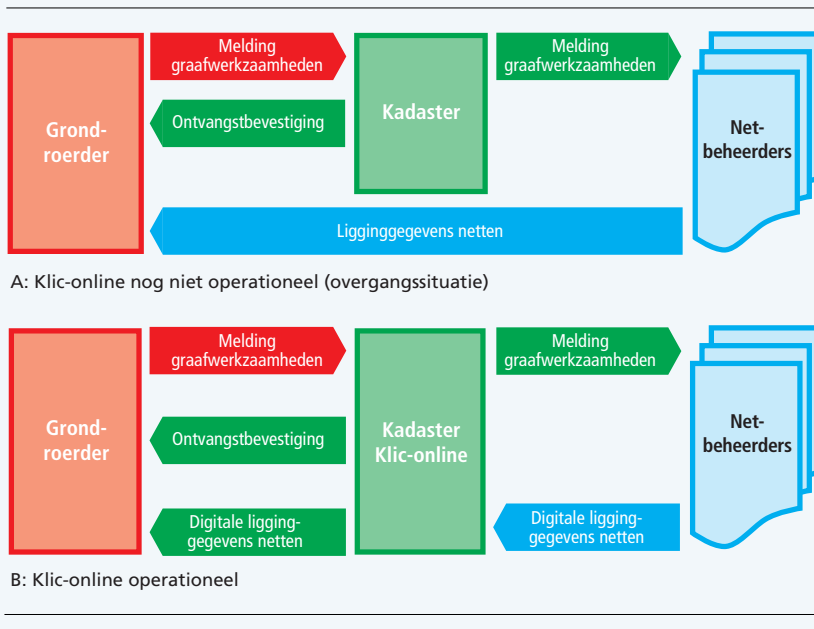 Grond-
roerder
Melding
graafwerkzaamheden
Ontvangstbevestiging
Kadaster
Melding
graafwerkzaamheden
Net-
beheerders
Ligginggegevens netten
A: Klic-online nog niet operationeel (overgangssituatie)
Grond-
roerder
Melding
graafwerkzaamheden
Ontvangstbevestiging
Digitale ligging-
gegevens netten
Kadaster
Klic-online
Melding
graafwerkzaamheden
Digitale ligging-
gegevens netten
Net-
beheerders
B: Klic-online operationeel